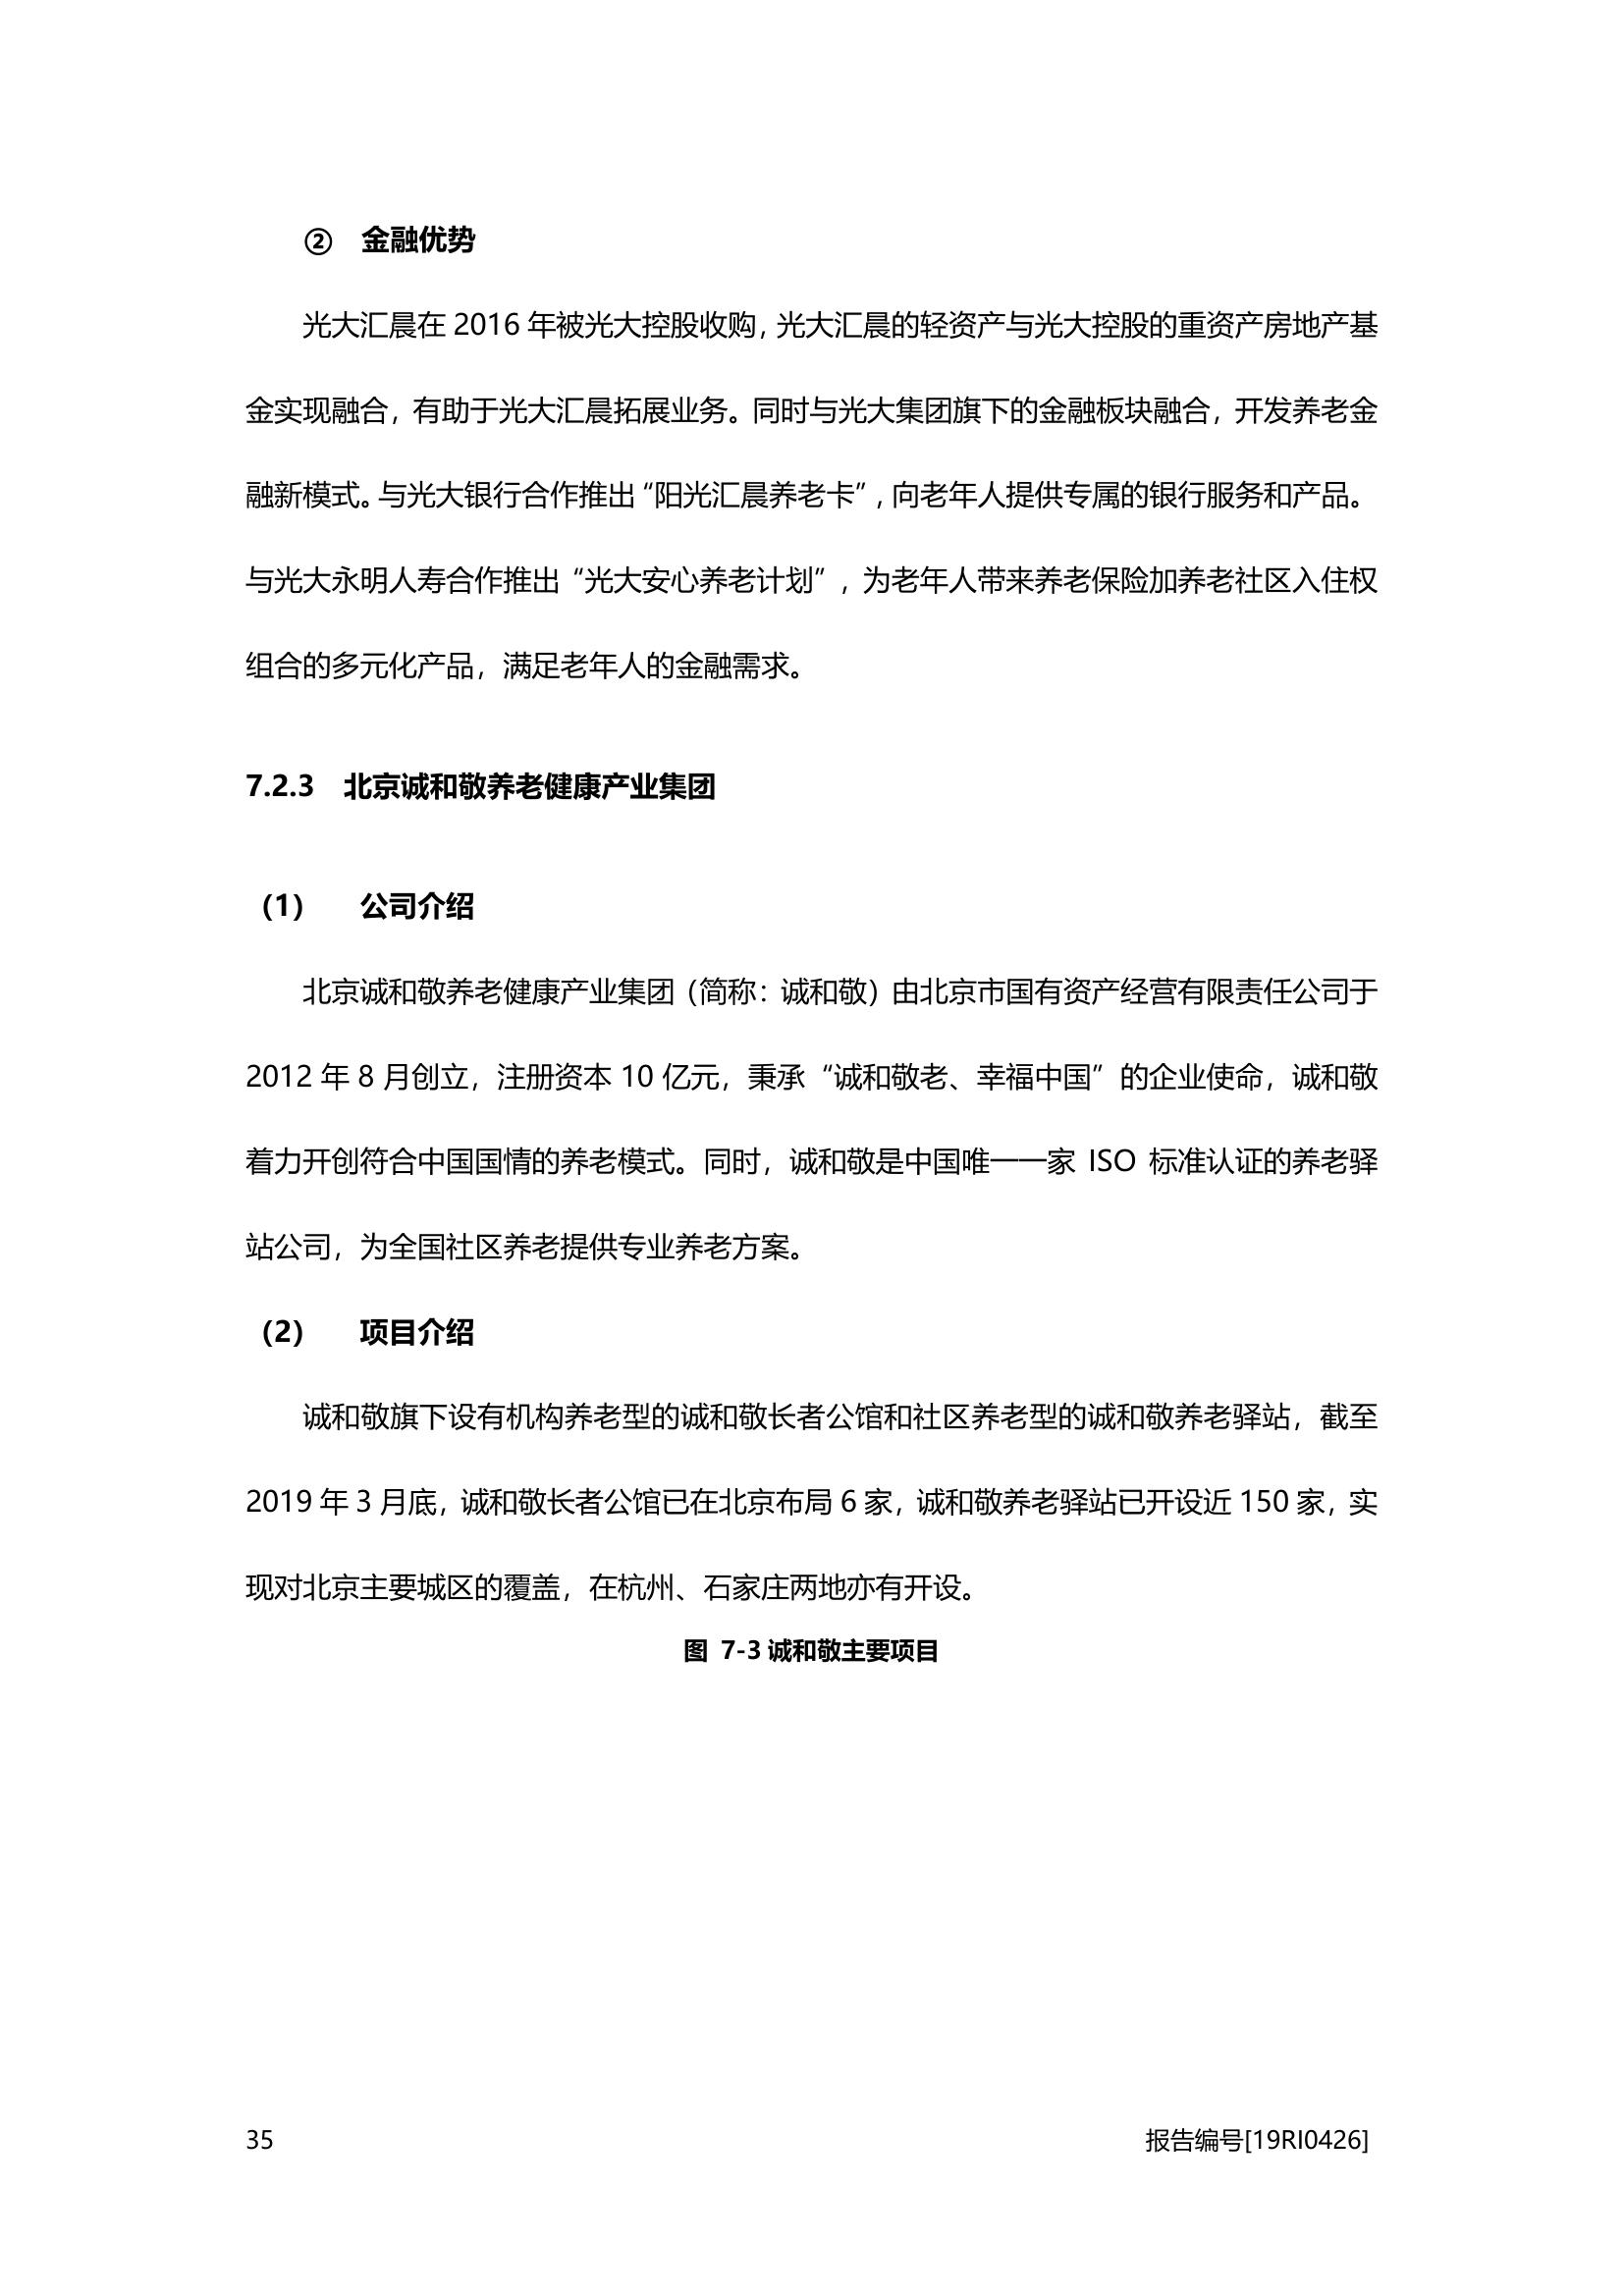 ② 金融优势
光大汇晨在 2016 年被光大控股收购，光大汇晨的轻资产与光大控股的重资产房地产基
金实现融合，有助于光大汇晨拓展业务。同时与光大集团旗下的金融板块融合，开发养老金
融新模式。与光大银行合作推出“阳光汇晨养老卡”，向老年人提供专属的银行服务和产品。
与光大永明人寿合作推出“光大安心养老计划”，为老年人带来养老保险加养老社区入住权
组合的多元化产品，满足老年人的金融需求。
7.2.3 北京诚和敬养老健康产业集团
（1） 公司介绍
北京诚和敬养老健康产业集团（简称：诚和敬）由北京市国有资产经营有限责任公司于
2012 年 8 月创立，注册资本 10 亿元，秉承“诚和敬老、幸福中国”的企业使命，诚和敬
着力开创符合中国国情的养老模式。同时，诚和敬是中国唯一一家 ISO 标准认证的养老驿
站公司，为全国社区养老提供专业养老方案。
（2） 项目介绍
诚和敬旗下设有机构养老型的诚和敬长者公馆和社区养老型的诚和敬养老驿站，截至
2019 年 3 月底，诚和敬长者公馆已在北京布局 6 家，诚和敬养老驿站已开设近 150 家，实
现对北京主要城区的覆盖，在杭州、石家庄两地亦有开设。
图 7-3 诚和敬主要项目
35 报告编号[19RI0426]